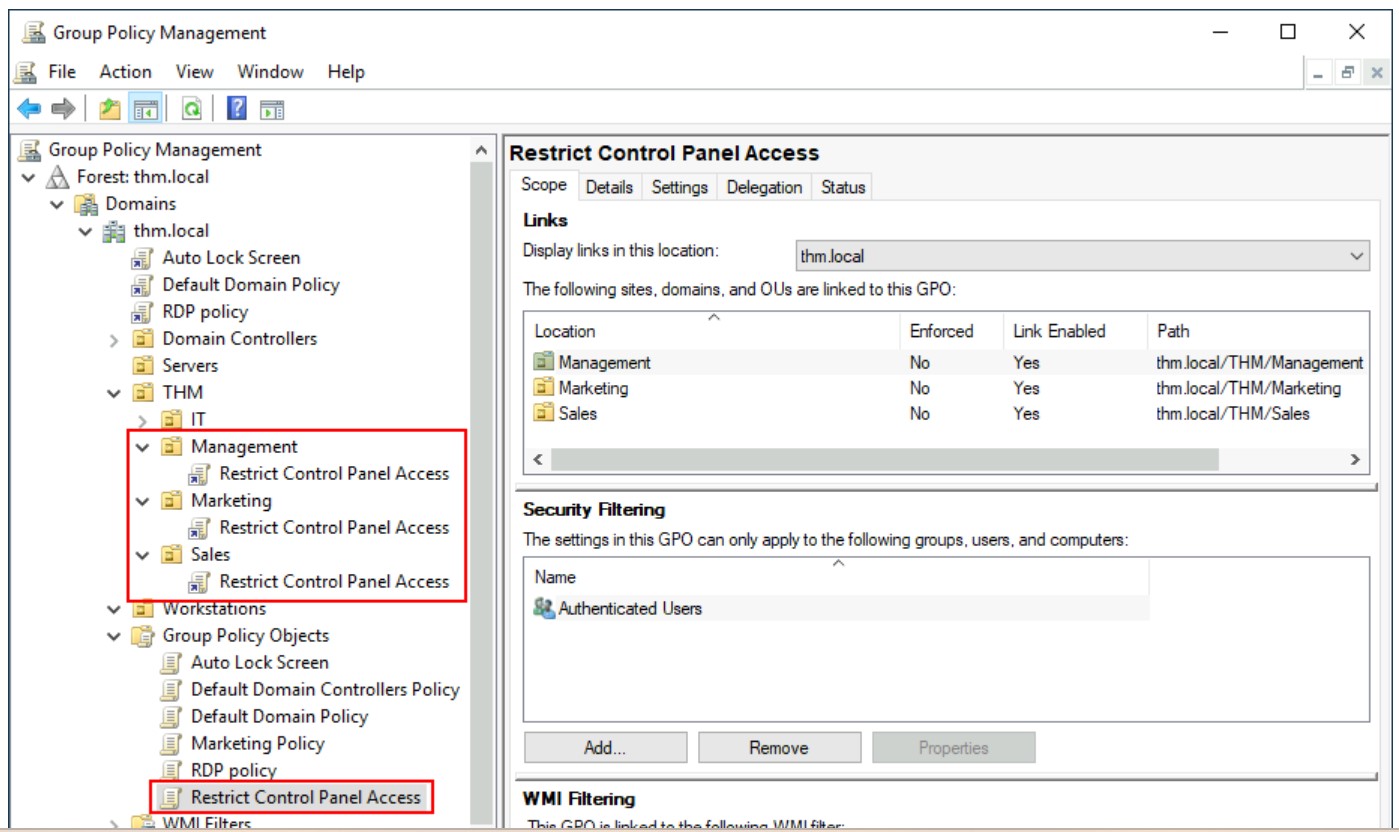 Group Policy Management
File Action View Window Help
Group Policy Management
Forest: thm.local
Domains
thm.local
Auto Lock Screen
Default Domain Policy
RDP policy
Domain Controllers
Servers
THM
IT
Management
Restrict Control Panel Access
Marketing
Restrict Control Panel Access
Sales
Restrict Control Panel Access
Workstations
Group Policy Objects
Auto Lock Screen
Default Domain Controllers Policy
Default Domain Policy
Marketing Policy
RDP policy
Restrict Control Panel Access
WMI Filters
Restrict Control Panel Access
Scope Details Settings Delegation Status
Links
Display links in this location: thm.local
The following sites, domains, and OUs are linked to this GPO:
Location Enforced Link Enabled Path
Management No Yes thm.local/THM/Management
Marketing No Yes thm.local/THM/Marketing
Sales No Yes thm.local/THM/Sales
Security Filtering
The settings in this GPO can only apply to the following groups, users, and computers:
Name
Authenticated Users
Add... Remove Properties
WMI Filtering
This GPO is linked to the following WMI filter: